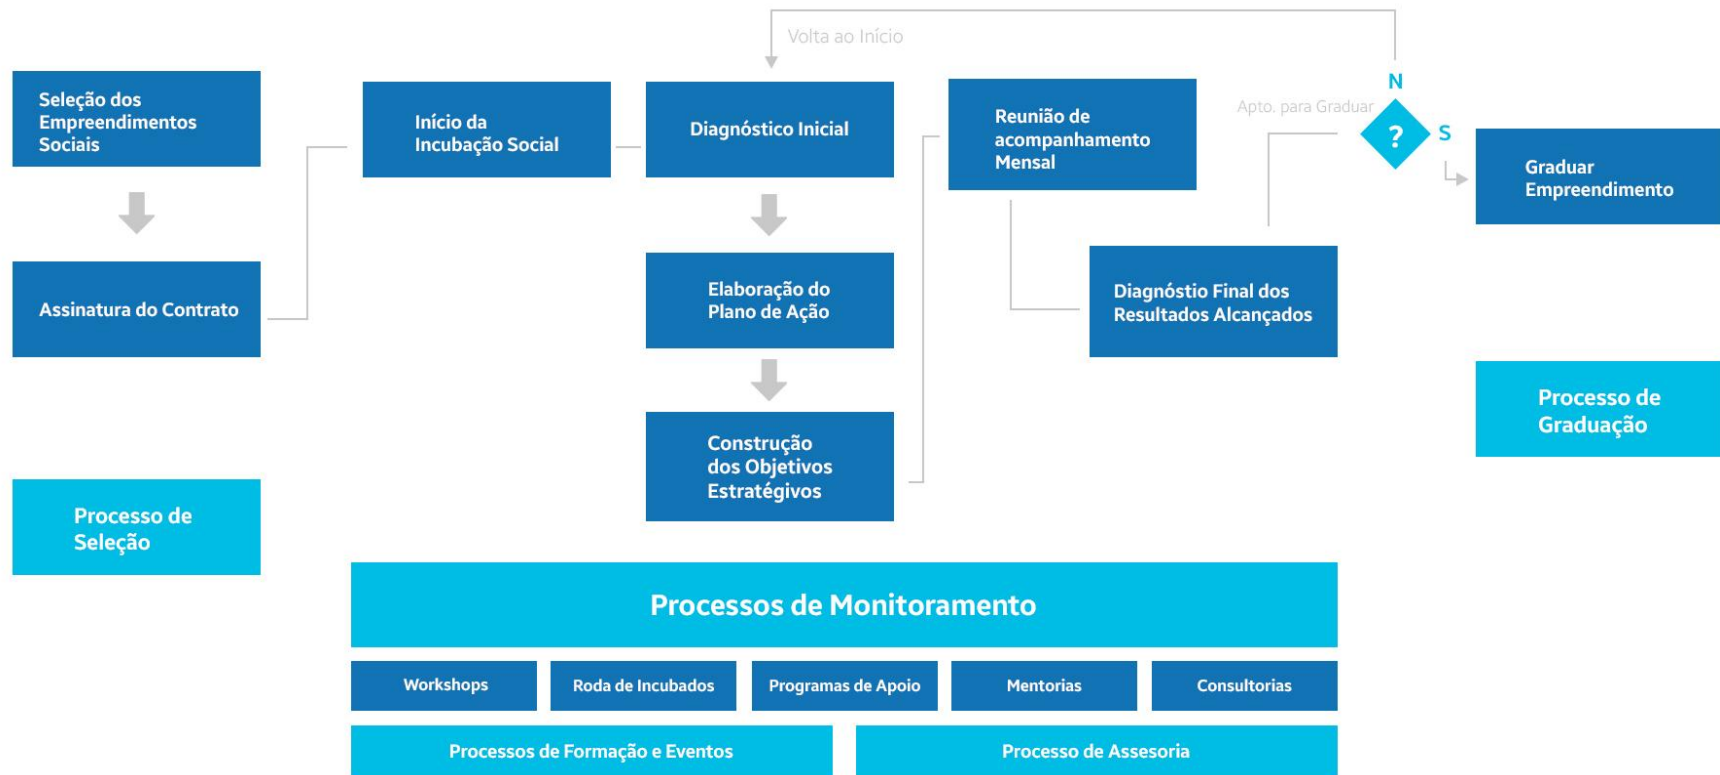 Volta ao Início
Seleção dos
Empreendimentos
Sociais
Assinatura do Contrato
Processo de
Seleção
Início da
Incubação Social
Diagnóstico Inicial
Elaboração do
Plano de Ação
Construção
dos Objetivos
Estratégivos
Reunião de
acompanhamento
Mensal
Diagnóstio Final dos
Resultados Alcançados
Apto. para Graduar
N
?
S
Graduar
Empreendimento
Processo de
Graduação
Processos de Monitoramento
Workshops
Roda de Incubados
Programas de Apoio
Mentorias
Consultorias
Processos de Formação e Eventos
Processo de Assesoria